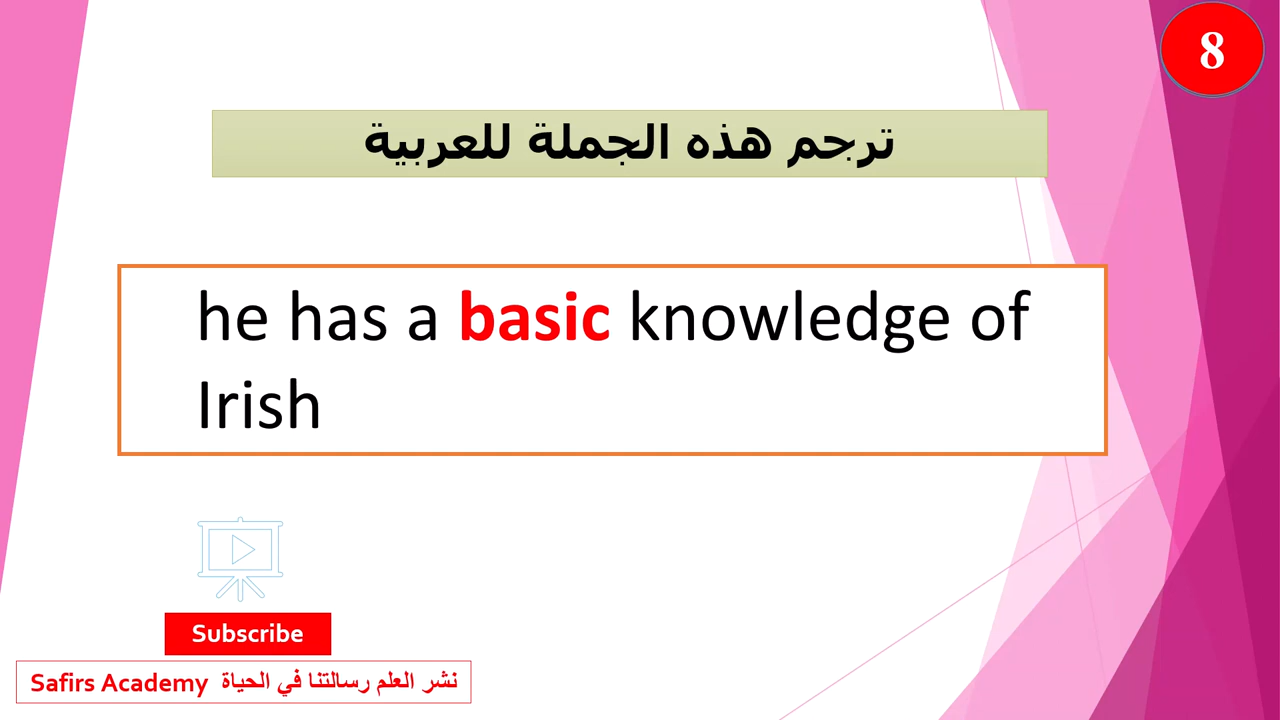 8
ترجم هذه الجملة للعربية
he has a basic knowledge of
Irish
Subscribe
Safirs Academy نشر العلم رسالتنا في الحياة